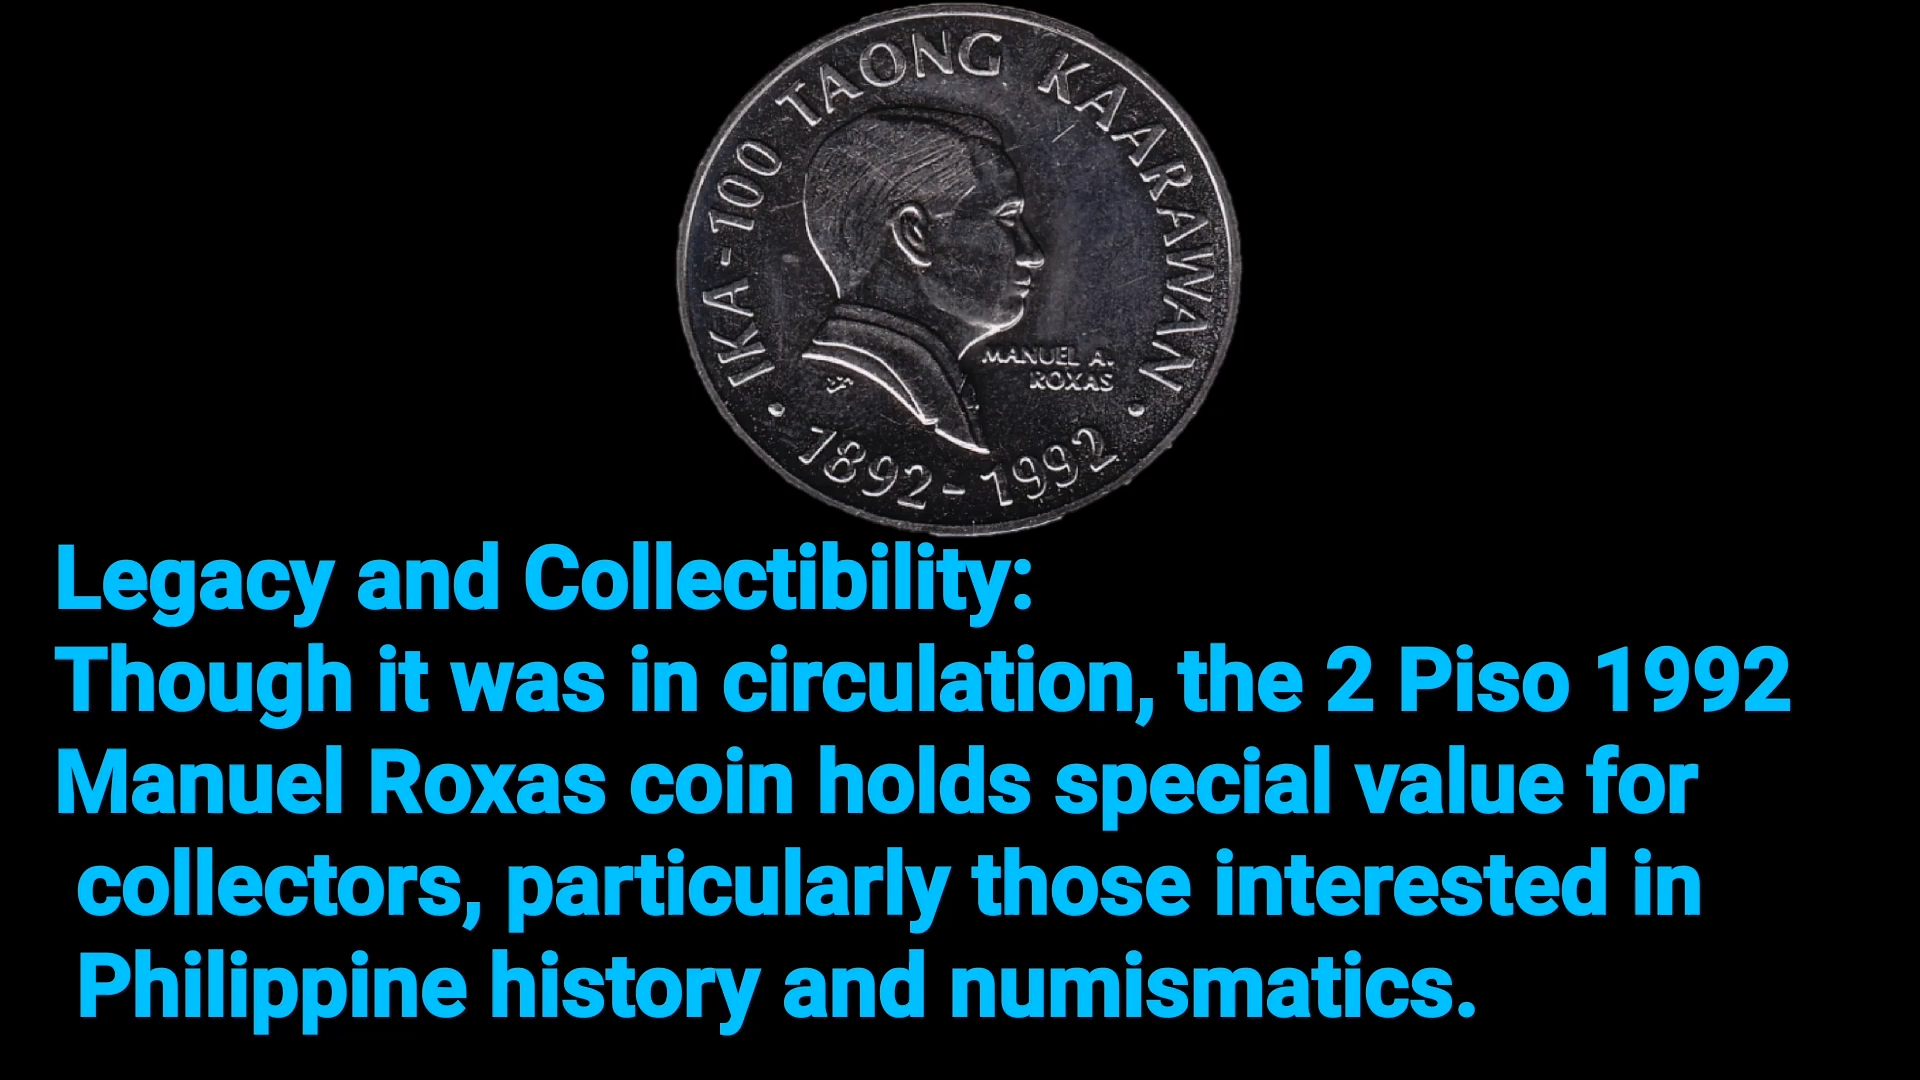 IKA-100 TAONG KAARAWAN
MANUEL A.
ROXAS
• 1892-1992 •
Legacy and Collectibility:
Though it was in circulation, the 2 Piso 1992
Manuel Roxas coin holds special value for
collectors, particularly those interested in
Philippine history and numismatics.